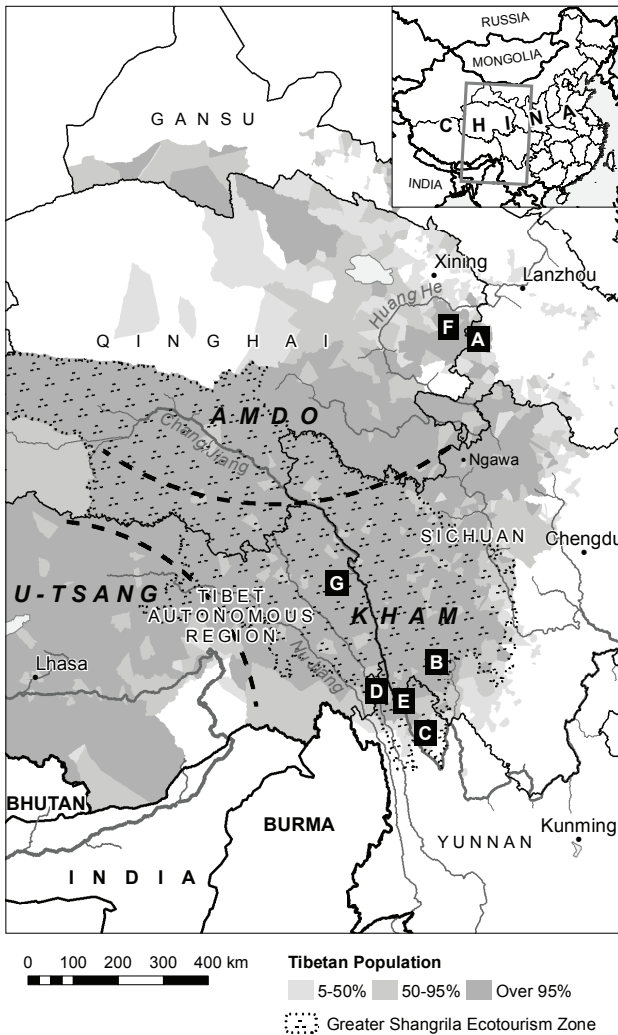 RUSSIA
MONGOLIA
CHINA
INDIA
GANSU
Xining
Lanzhou
Huang He
F
A
QINGHAI
AMDO
Chang Jiang
Ngawa
SICHUAN
Chengdu
U-TSANG
G
TIBET
AUTONOMOUS
REGION
KHAM
Nu Jiang
B
Lhasa
D
E
C
BHUTAN
BURMA
YUNNAN
Kunming
INDIA
0 100 200 300 400 km
Tibetan Population
5-50% 50-95% Over 95%
Greater Shangrila Ecotourism Zone